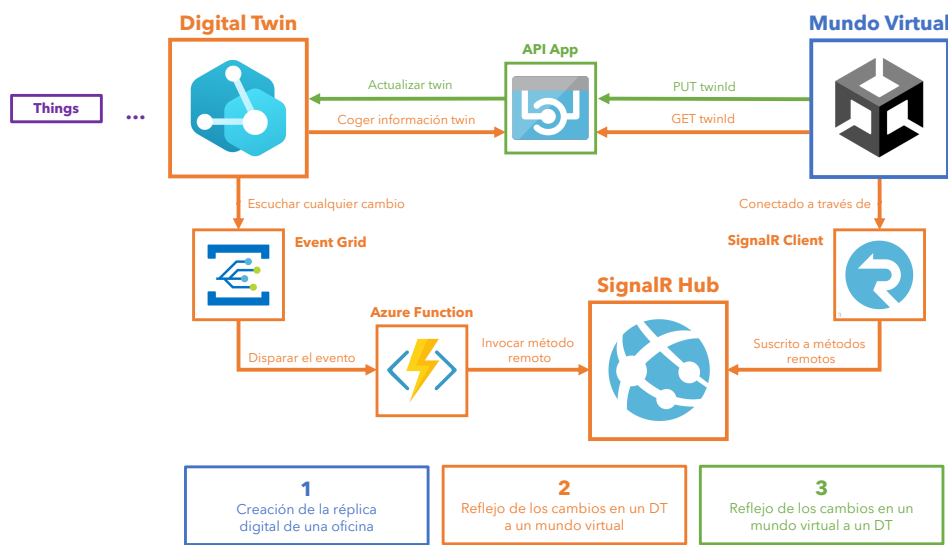 Digital Twin
Mundo Virtual
API App
Actualizar twin
PUT twinId
Things
...
Coger información twin
GET twinId
Escuchar cualquier cambio
Conectado a través de
Event Grid
SignalR Client
SignalR Hub
Azure Function
Disparar el evento
Invocar método
remoto
Suscrito a métodos
remotos
1
Creación de la réplica
digital de una oficina
2
Reflejo de los cambios en un DT
a un mundo virtual
3
Reflejo de los cambios en un
mundo virtual a un DT